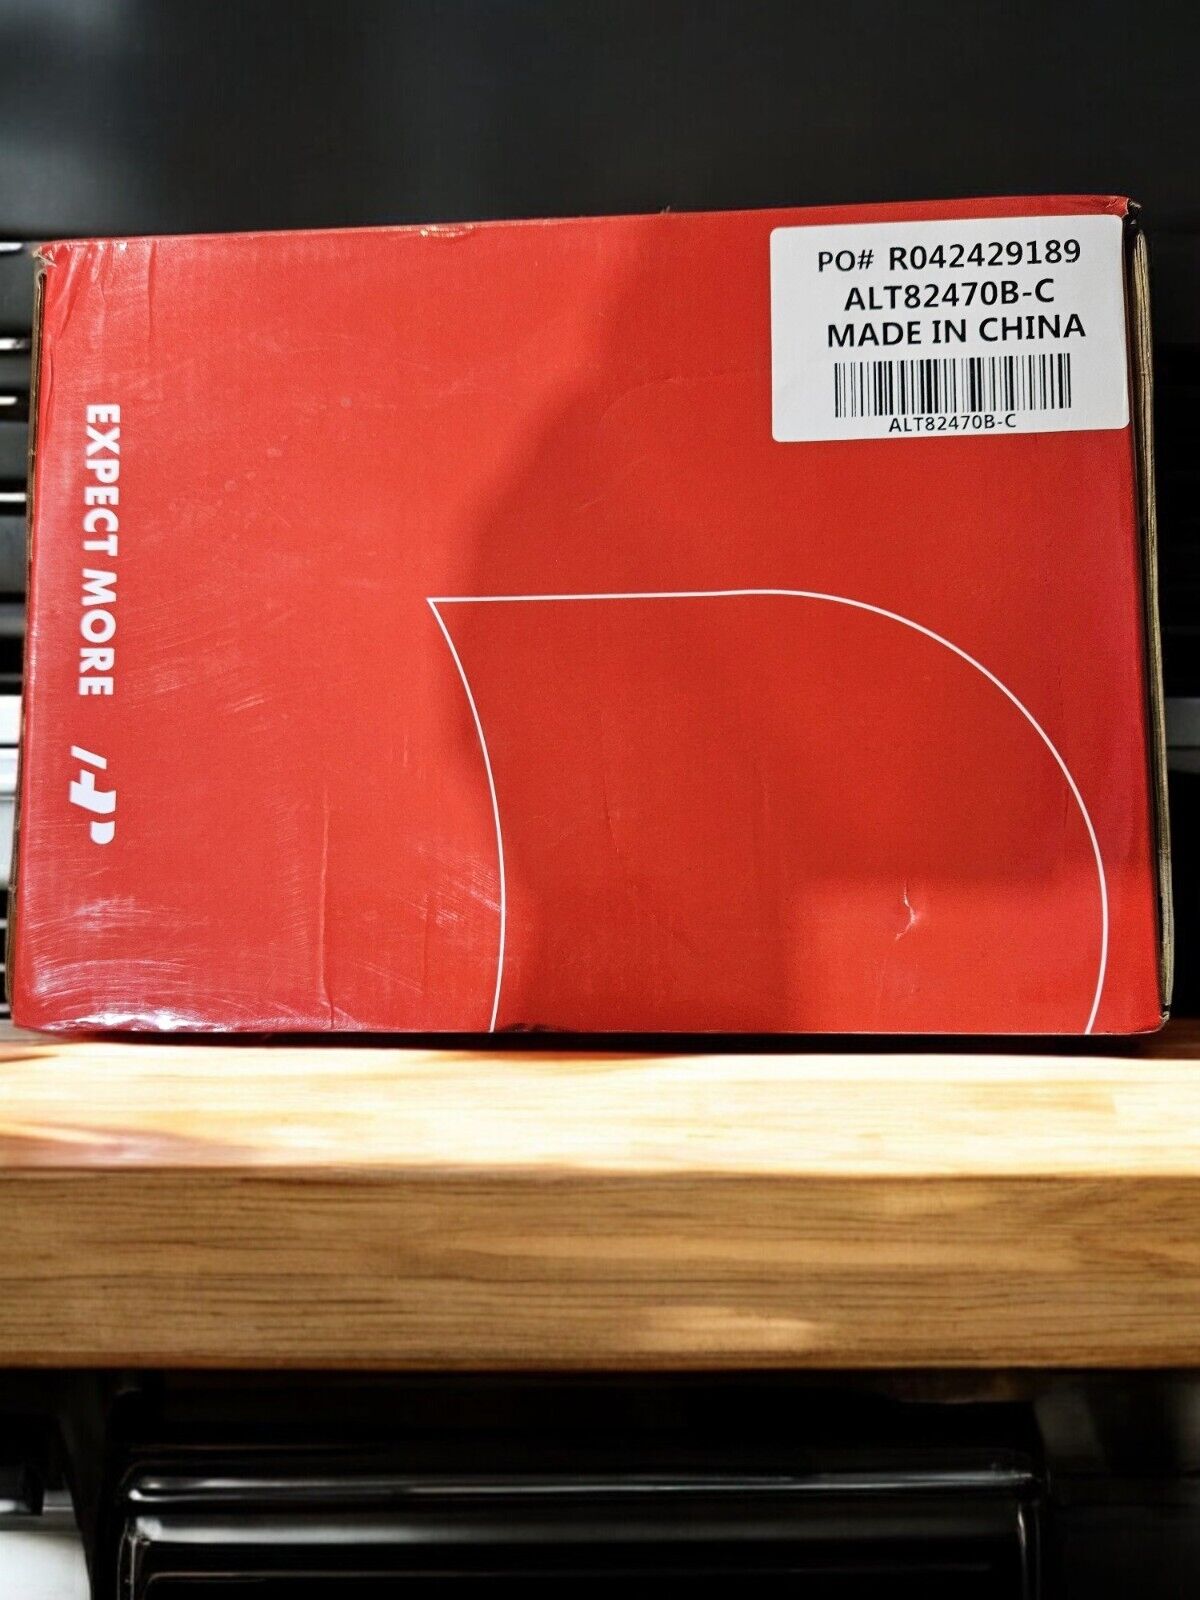 PO# R042429189
ALT82470B-C
MADE IN CHINA
ALT82470B-C
EXPECT MORE